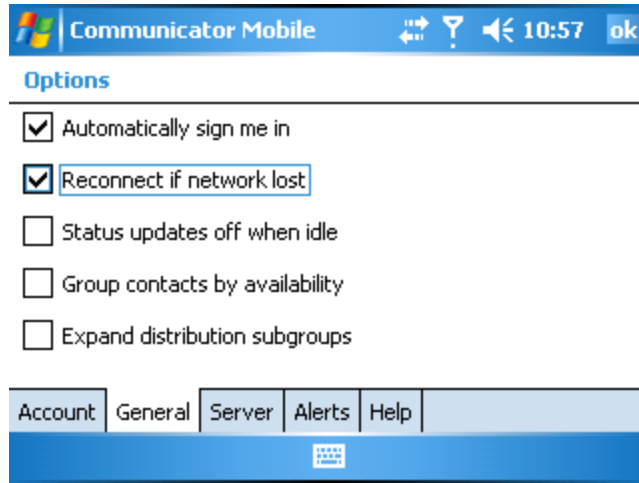 Communicator Mobile 10:57 ok
Options
Automatically sign me in
Reconnect if network lost
Status updates off when idle
Group contacts by availability
Expand distribution subgroups
Account General Server Alerts Help